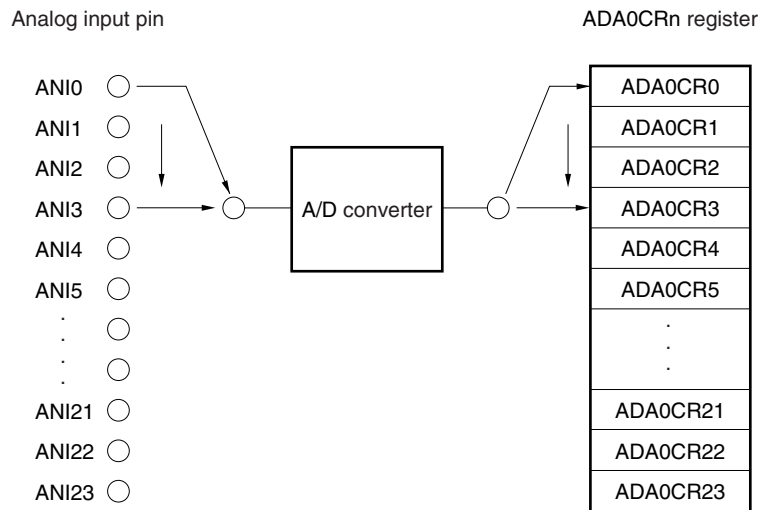 Analog input pin
ADA0CRn register
ANI0
ANI1
ANI2
ANI3
ANI4
ANI5
.
.
.
.
ANI21
ANI22
ANI23
A/D converter
ADA0CR0
ADA0CR1
ADA0CR2
ADA0CR3
ADA0CR4
ADA0CR5
.
.
.
ADA0CR21
ADA0CR22
ADA0CR23